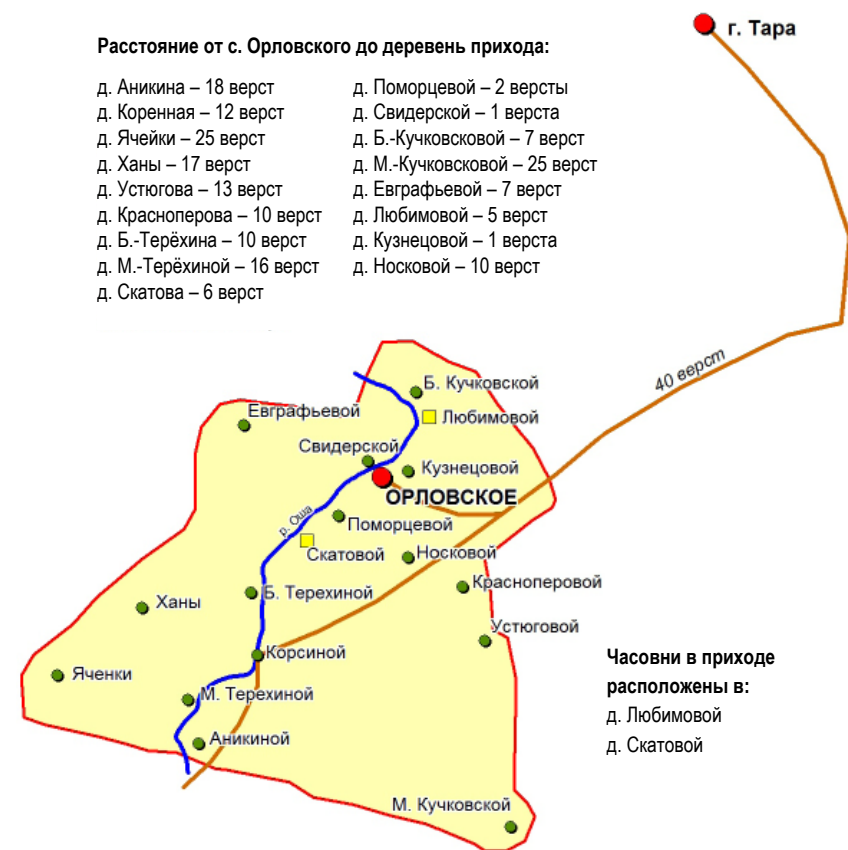 г. Тара
Расстояние от с. Орловского до деревень прихода:
д. Аникина – 18 верст
д. Коренная – 12 верст
д. Ячейки – 25 верст
д. Ханы – 17 верст
д. Устюгова – 13 верст
д. Красноперова – 10 верст
д. Б.-Терёхина – 10 верст
д. М.-Терёхиной – 16 верст
д. Скатова – 6 верст
д. Поморцевой – 2 версты
д. Свидерской – 1 верста
д. Б.-Кучковсковой – 7 верст
д. М.-Кучковсковой – 25 верст
д. Евграфьевой – 7 верст
д. Любимовой – 5 верст
д. Кузнецовой – 1 верста
д. Носковой – 10 верст
40 верст
Б. Кучковской
Евграфьевой
Любимовой
Свидерской
Кузнецовой
ОРЛОВСКОЕ
р. Оша
Поморцевой
Скатовой
Носковой
Красноперовой
Б. Терехиной
Ханы
Устюговой
Корсиной
Яченки
М. Терехиной
Аникиной
М. Кучковской
Часовни в приходе
расположены в:
д. Любимовой
д. Скатовой